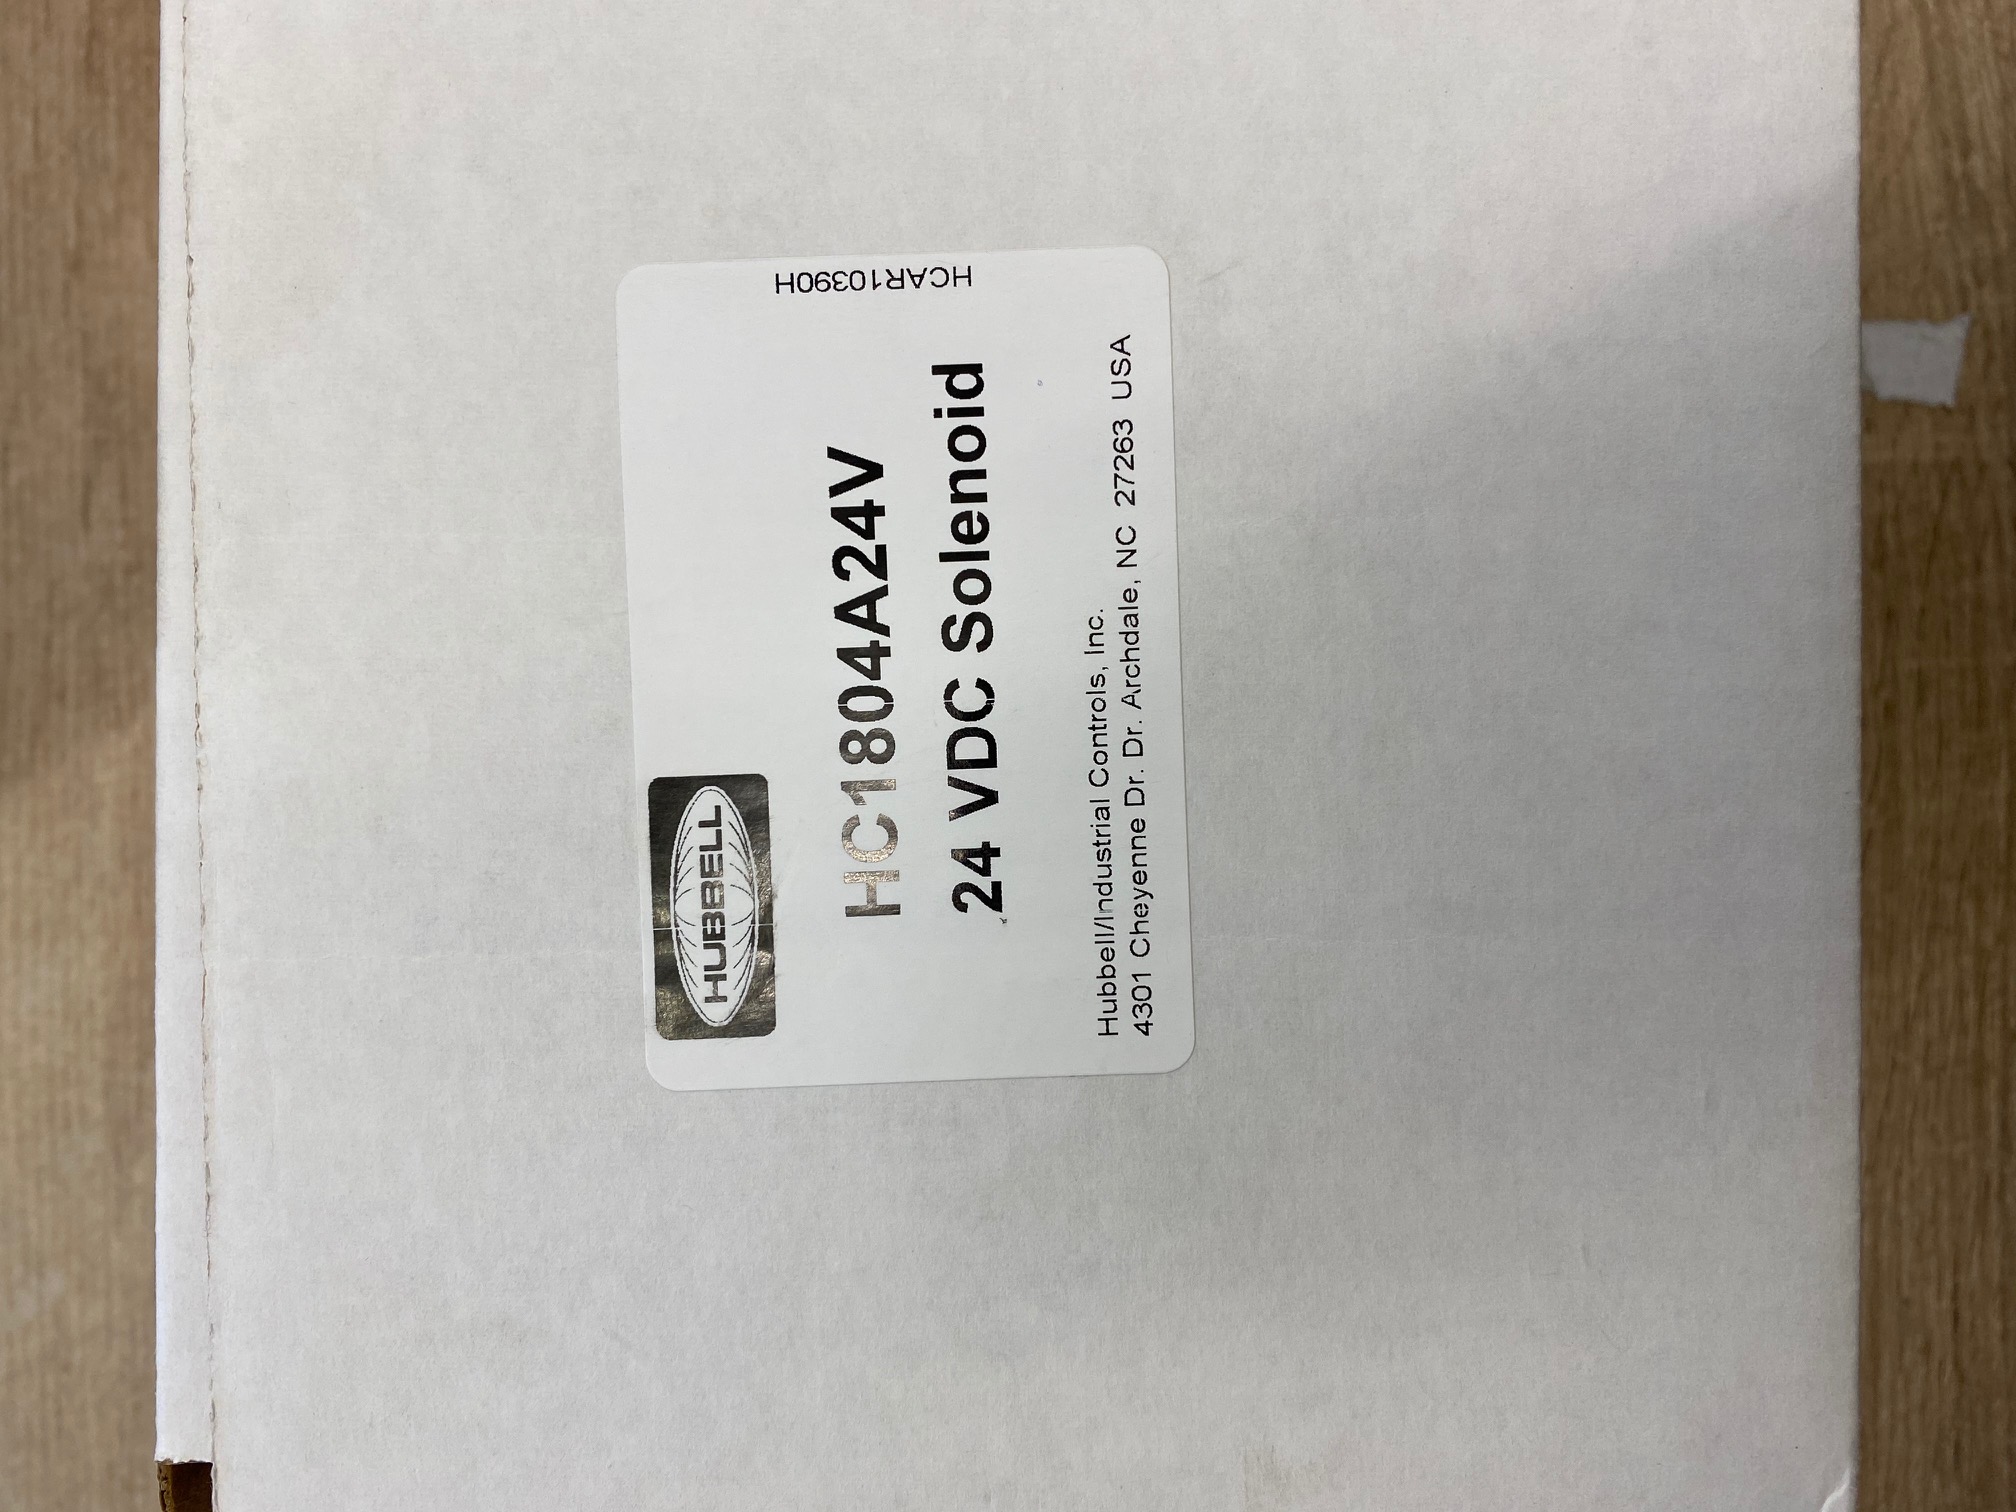 HUBBELL
HC1804A24V
24 VDC Solenoid
Hubbell/Industrial Controls, Inc.
4301 Cheyenne Dr. Dr. Archdale, NC 27263 USA
HCAR10390H